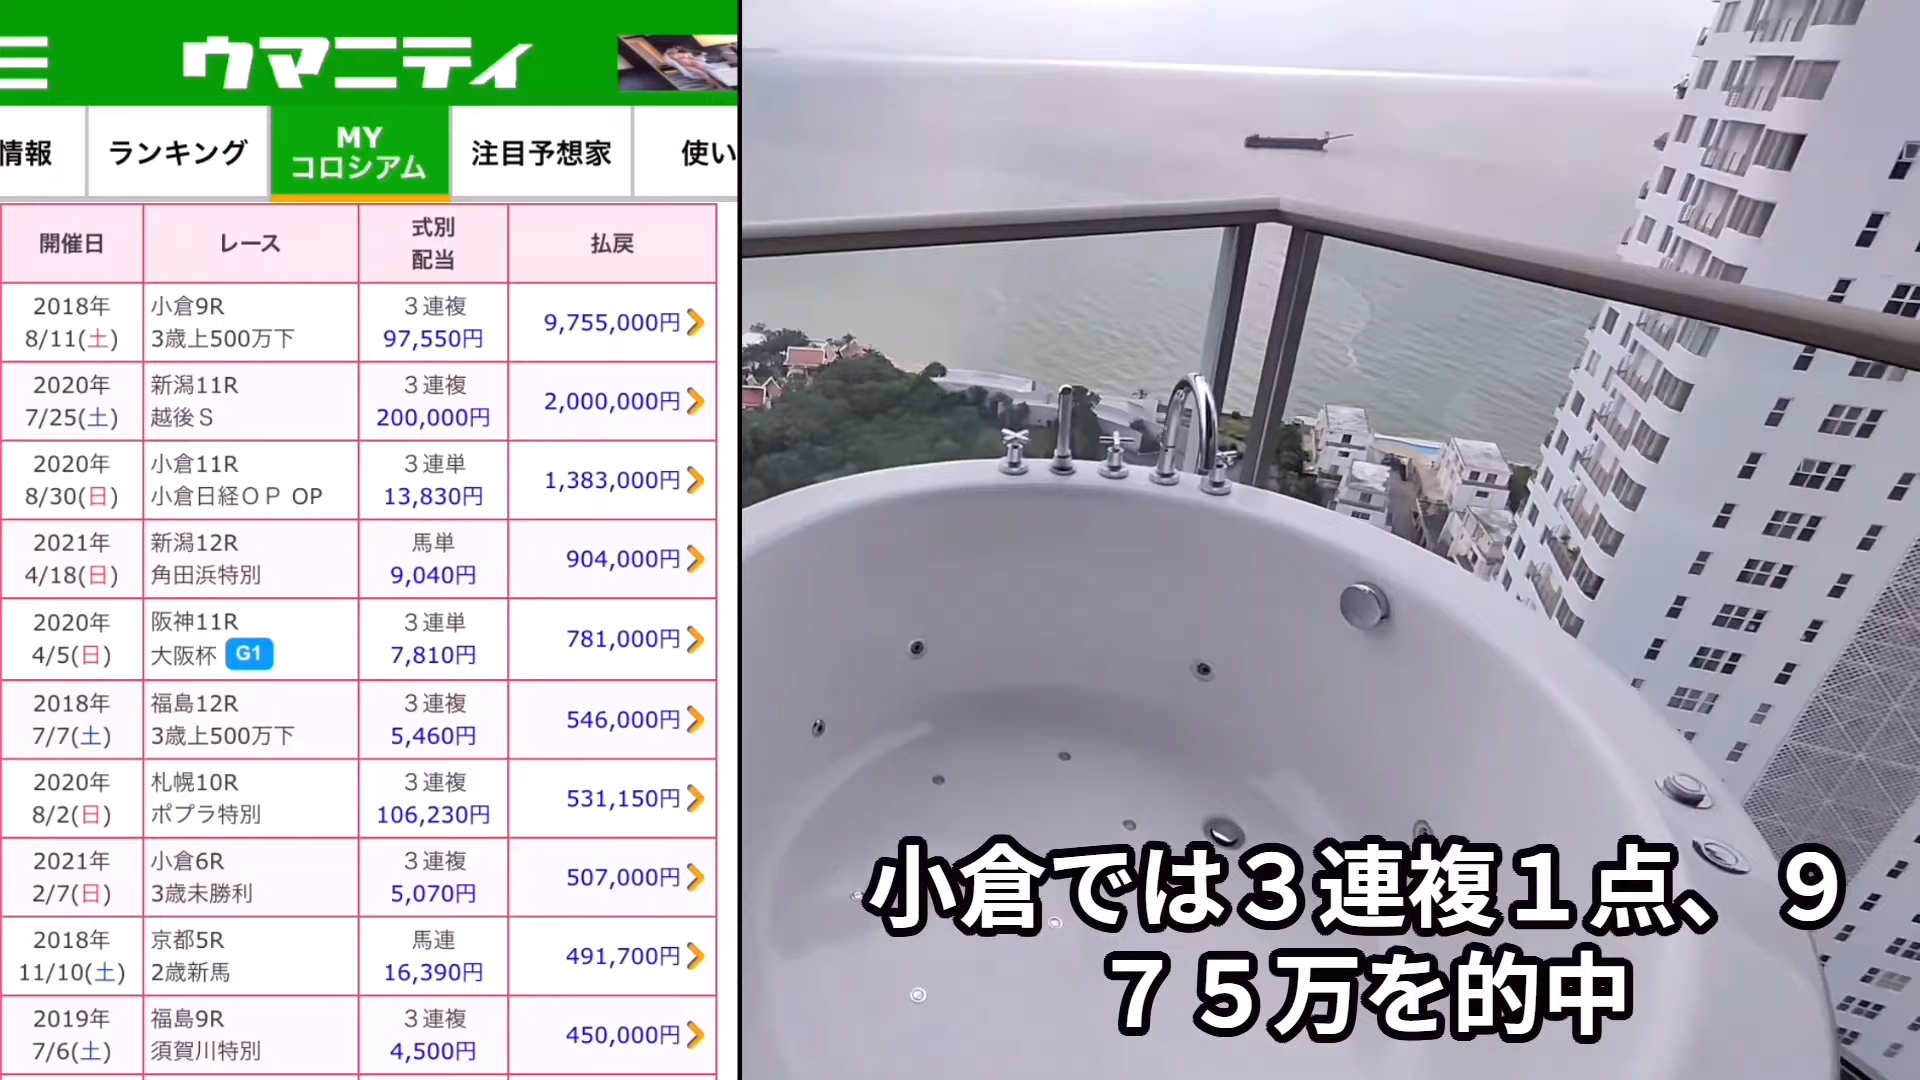 ウマニティ
情報
ランキング
MY
コロシアム
注目予想家
使い
開催日
レース
式別
配当
払戻
2018年
8/11(土)
小倉9R
3歳上500万下
３連複
97,550円
9,755,000円
2020年
7/25(土)
新潟11R
越後Ｓ
３連複
200,000円
2,000,000円
2020年
8/30(日)
小倉11R
小倉日経ＯＰ OP
３連単
13,830円
1,383,000円
2021年
4/18(日)
新潟12R
角田浜特別
馬単
9,040円
904,000円
2020年
4/5(日)
阪神11R
大阪杯 G1
３連単
7,810円
781,000円
2018年
7/7(土)
福島12R
3歳上500万下
３連複
5,460円
546,000円
2020年
8/2(日)
札幌10R
ポプラ特別
３連複
106,230円
531,150円
2021年
2/7(日)
小倉6R
3歳未勝利
３連複
5,070円
507,000円
2018年
11/10(土)
京都5R
2歳新馬
馬連
16,390円
491,700円
2019年
7/6(土)
福島9R
須賀川特別
３連複
4,500円
450,000円
小倉では３連複１点、９
７５万を的中